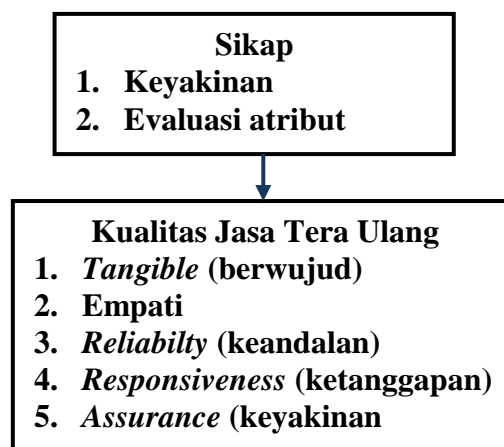 Sikap
1. Keyakinan
2. Evaluasi atribut
Kualitas Jasa Tera Ulang
1. Tangible (berwujud)
2. Empati
3. Reliabilty (keandalan)
4. Responsiveness (ketanggapan)
5. Assurance (keyakinan